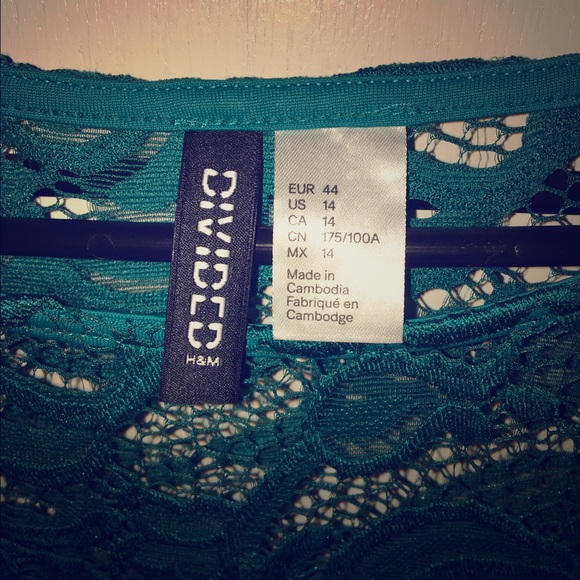 DIVIDED
H&M
EUR 44
US 14
CA 14
CN 175/100A
MX 14
Made in
Cambodia
Fabriqué en
Cambodge